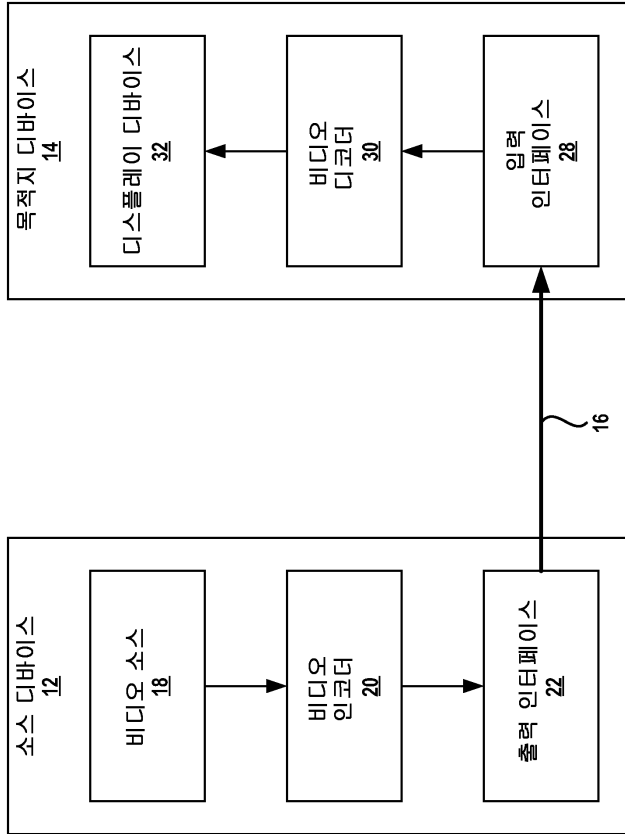 소스 디바이스
12
비디오 소스
18
비디오
인코더
20
출력 인터페이스
22
16
목적지 디바이스
14
디스플레이 디바이스
32
비디오
디코더
30
입력
인터페이스
28